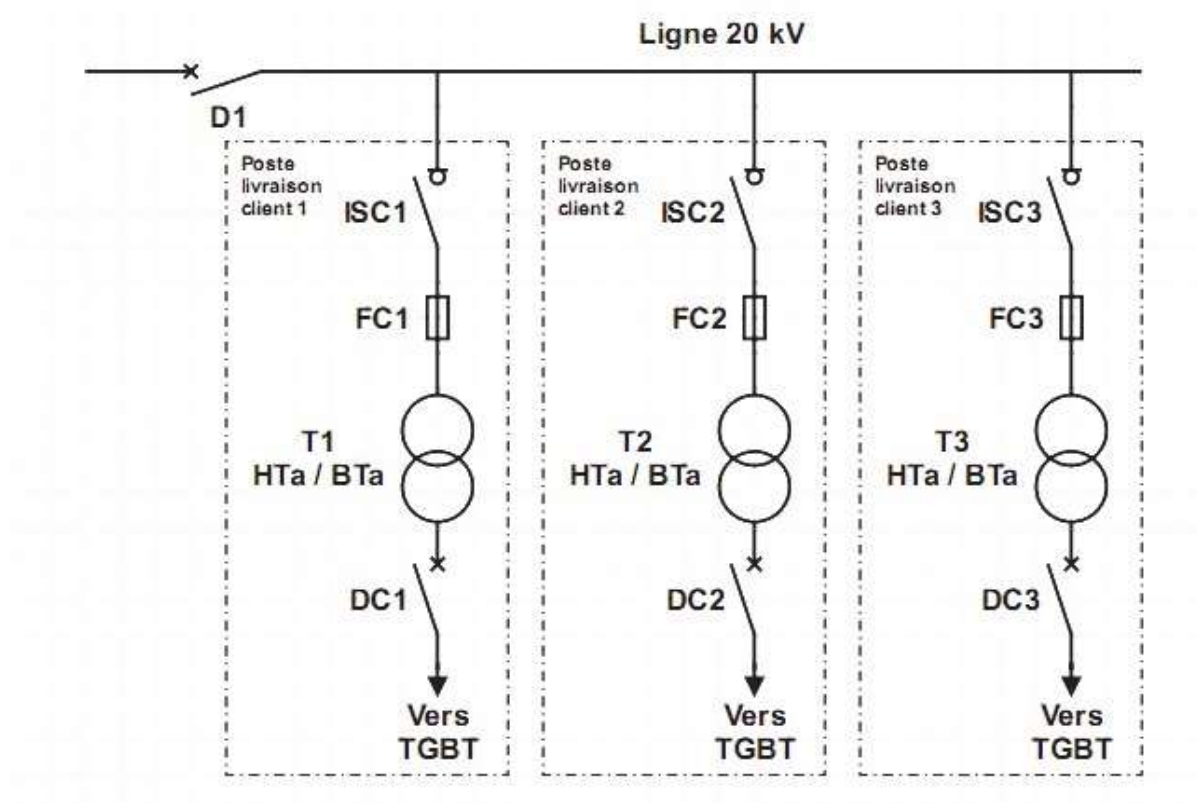 Ligne 20 kV
D1
Poste
livraison
client 1
ISC1
FC1
T1
HTa / BTa
DC1
Vers
TGBT
Poste
livraison
client 2
ISC2
FC2
T2
HTa / BTa
DC2
Vers
TGBT
Poste
livraison
client 3
ISC3
FC3
T3
HTa / BTa
DC3
Vers
TGBT